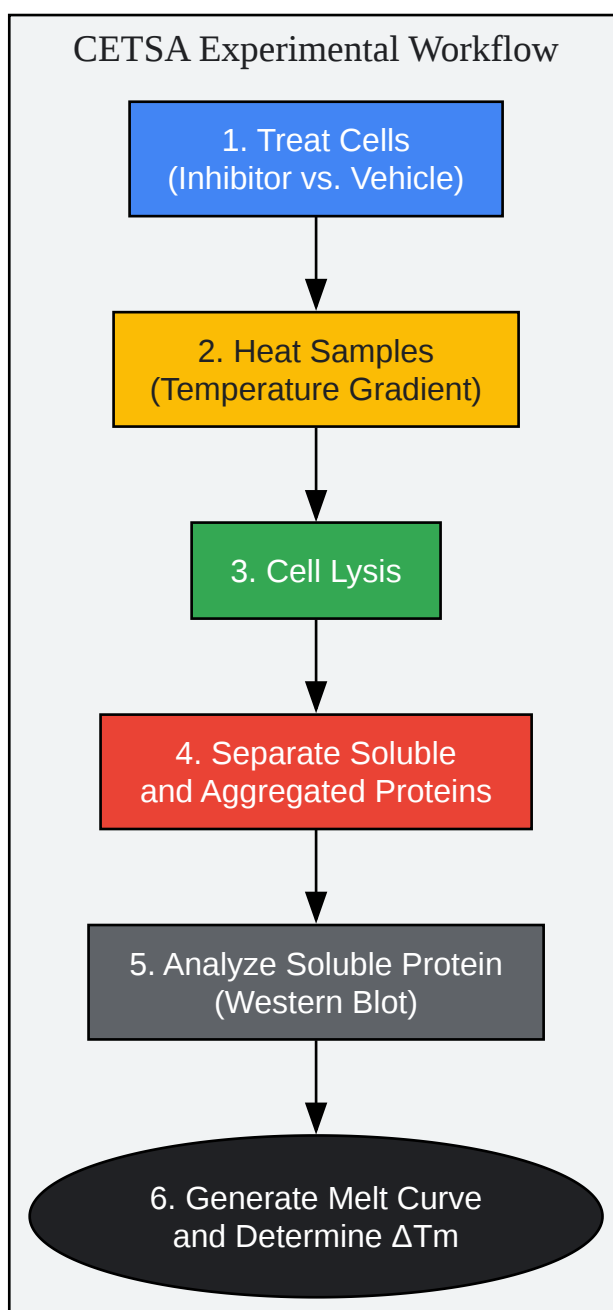 CETSA Experimental Workflow
1. Treat Cells
(Inhibitor vs. Vehicle)
2. Heat Samples
(Temperature Gradient)
3. Cell Lysis
4. Separate Soluble
and Aggregated Proteins
5. Analyze Soluble Protein
(Western Blot)
6. Generate Melt Curve
and Determine ΔTm